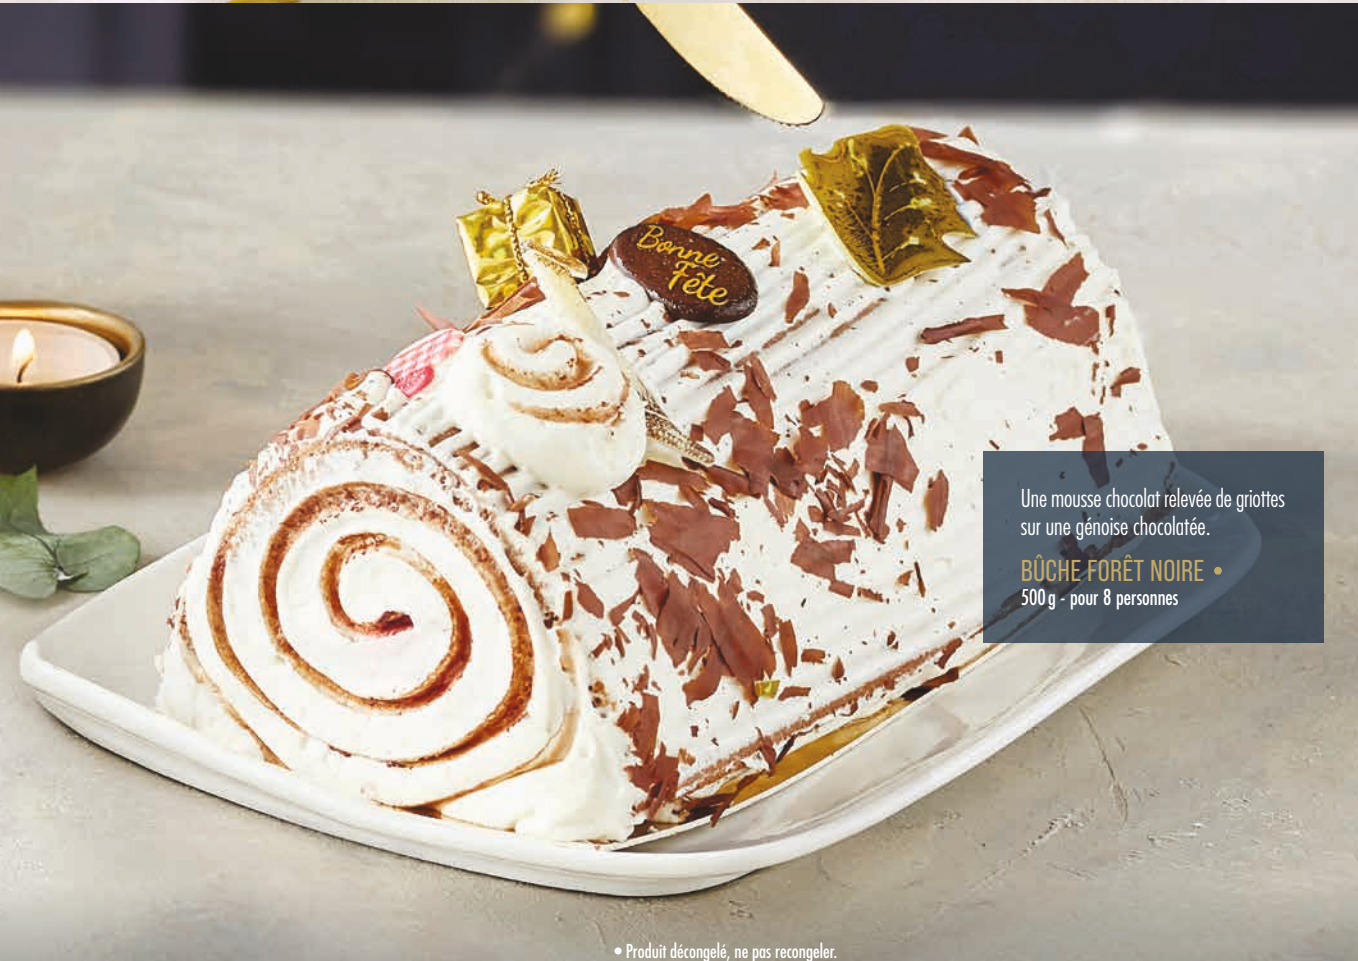 Bonne
Fête
Une mousse chocolat relevée de griottes
sur une génoise chocolatée.
BÛCHE FORÊT NOIRE •
500 g - pour 8 personnes
• Produit décongelé, ne pas recongeler.